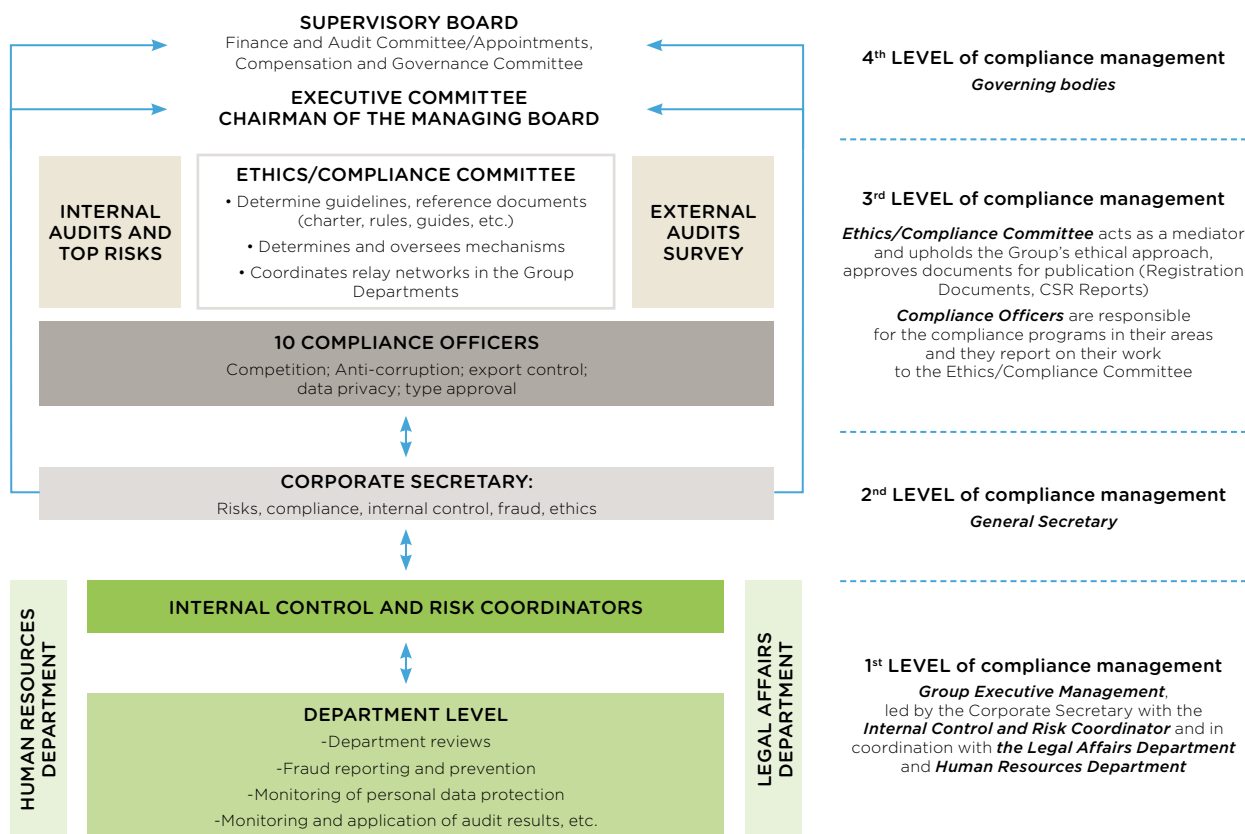 SUPERVISORY BOARD
Finance and Audit Committee/Appointments,
Compensation and Governance Committee
EXECUTIVE COMMITTEE
CHAIRMAN OF THE MANAGING BOARD
INTERNAL
AUDITS AND
TOP RISKS
ETHICS/COMPLIANCE COMMITTEE
• Determine guidelines, reference documents
(charter, rules, guides, etc.)
• Determines and oversees mechanisms
• Coordinates relay networks in the Group
Departments
EXTERNAL
AUDITS
SURVEY
10 COMPLIANCE OFFICERS
Competition; Anti-corruption; export control;
data privacy; type approval
CORPORATE SECRETARY:
Risks, compliance, internal control, fraud, ethics
HUMAN RESOURCES
DEPARTMENT
INTERNAL CONTROL AND RISK COORDINATORS
DEPARTMENT LEVEL
-Department reviews
-Fraud reporting and prevention
-Monitoring of personal data protection
-Monitoring and application of audit results, etc.
LEGAL AFFAIRS
DEPARTMENT
4th LEVEL of compliance management
Governing bodies
3rd LEVEL of compliance management
Ethics/Compliance Committee acts as a mediator
and upholds the Group's ethical approach,
approves documents for publication (Registration
Documents, CSR Reports)
Compliance Officers are responsible
for the compliance programs in their areas
and they report on their work
to the Ethics/Compliance Committee
2nd LEVEL of compliance management
General Secretary
1st LEVEL of compliance management
Group Executive Management,
led by the Corporate Secretary with the
Internal Control and Risk Coordinator and in
coordination with the Legal Affairs Department
and Human Resources Department